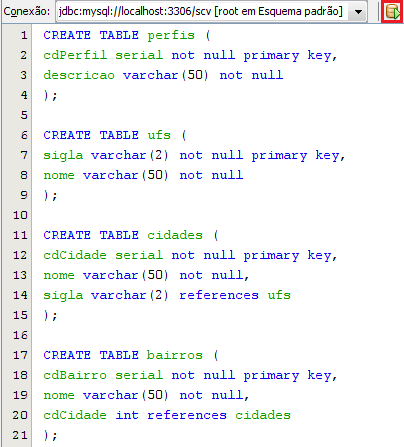 Conexão: jdbc:mysql://localhost:3306/scv [root em Esquema padrão]
1 CREATE TABLE perfis (
2 cdPerfil serial not null primary key,
3 descricao varchar(50) not null
4 );
5
6 CREATE TABLE ufs (
7 sigla varchar(2) not null primary key,
8 nome varchar(50) not null
9 );
10
11 CREATE TABLE cidades (
12 cdCidade serial not null primary key,
13 nome varchar(50) not null,
14 sigla varchar(2) references ufs
15 );
16
17 CREATE TABLE bairros (
18 cdBairro serial not null primary key,
19 nome varchar(50) not null,
20 cdCidade int references cidades
21 );